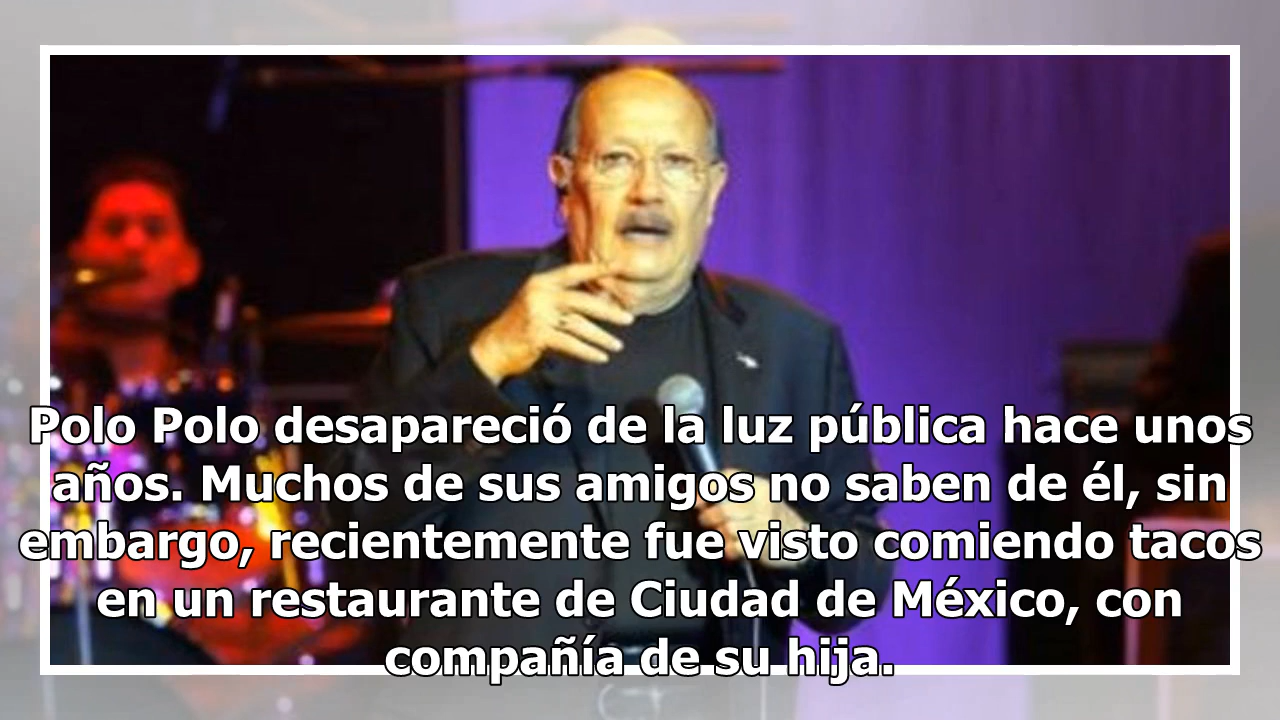 Polo Polo desapareció de la luz pública hace unos
años. Muchos de sus amigos no saben de él, sin
embargo, recientemente fue visto comiendo tacos
en un restaurante de Ciudad de México, con
compañía de su hija.